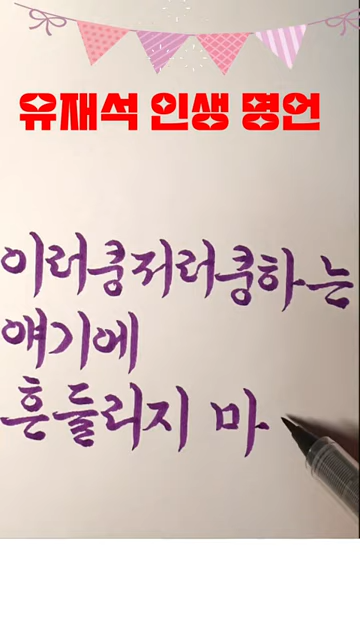 유재석 인생 명언
이러쿵저러쿵하는
얘기에
흔들리지 마